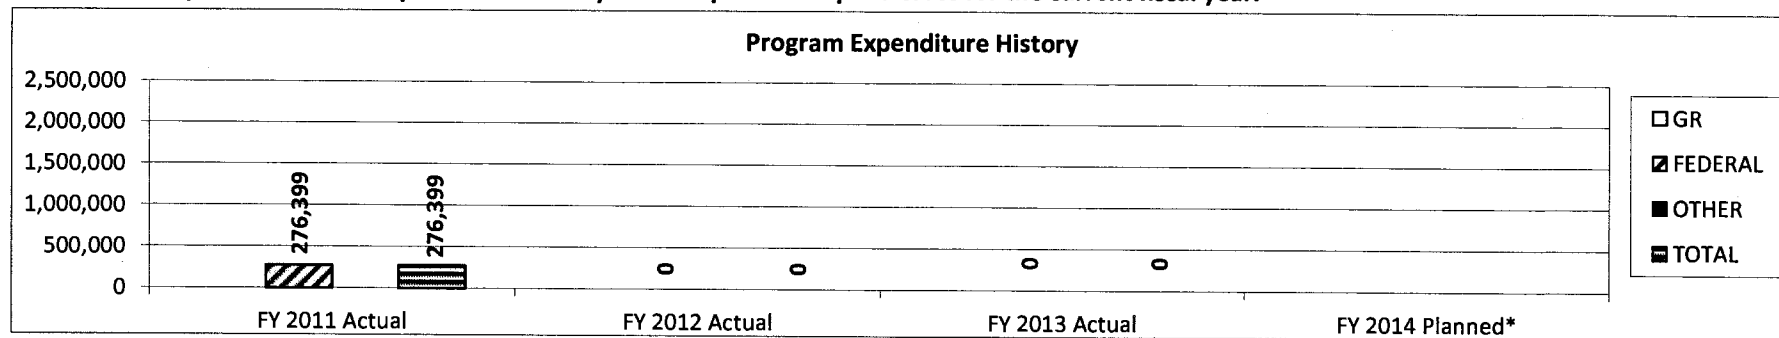 Program Expenditure History
2,500,000
2,000,000
1,500,000
1,000,000
500,000
0
276,399
276,399
0
0
0
0
FY 2011 Actual
FY 2012 Actual
FY 2013 Actual
FY 2014 Planned*
GR
FEDERAL
OTHER
TOTAL